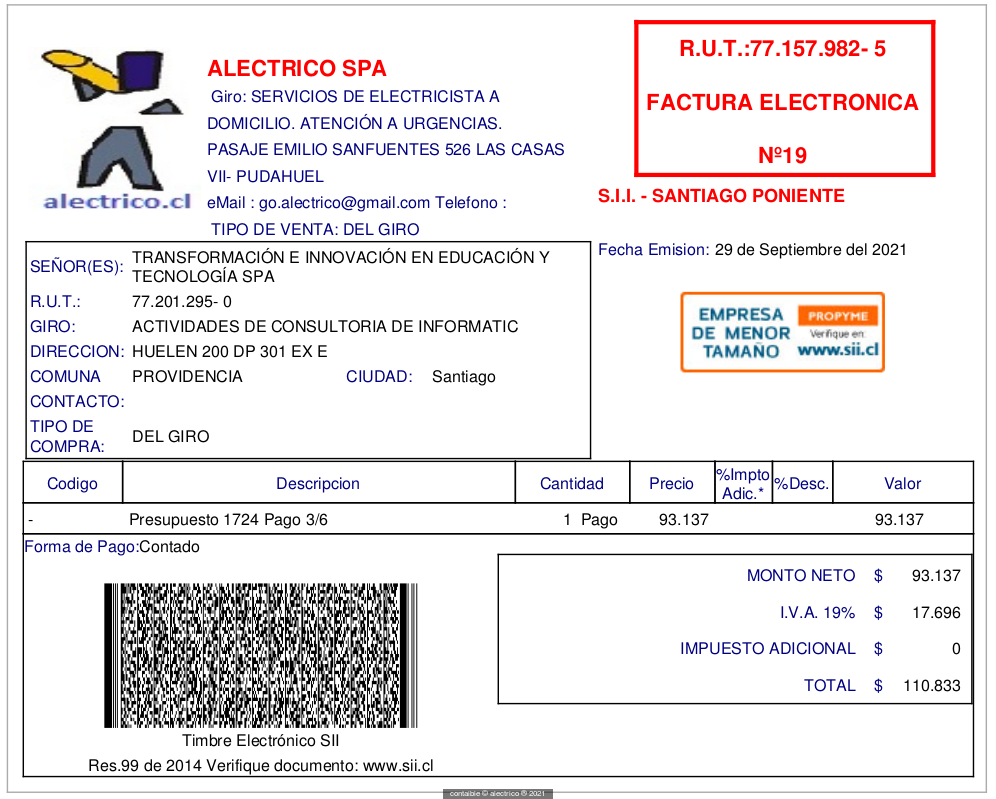 alectrico.cl
ALECTRICO SPA
Giro: SERVICIOS DE ELECTRICISTA A
DOMICILIO. ATENCIÓN A URGENCIAS.
PASAJE EMILIO SANFUENTES 526 LAS CASAS
VII- PUDAHUEL
eMail : go.alectrico@gmail.com Telefono :
TIPO DE VENTA: DEL GIRO
R.U.T.:77.157.982- 5
FACTURA ELECTRONICA
Nº19
S.I.I. - SANTIAGO PONIENTE
Fecha Emision: 29 de Septiembre del 2021
EMPRESA
DE MENOR
TAMAÑO
PROPYME
Verifique en:
www.sii.cl
SEÑOR(ES): TRANSFORMACIÓN E INNOVACIÓN EN EDUCACIÓN Y
TECNOLOGÍA SPA
R.U.T.: 77.201.295- 0
GIRO: ACTIVIDADES DE CONSULTORIA DE INFORMATIC
DIRECCION: HUELEN 200 DP 301 EX E
COMUNA PROVIDENCIA CIUDAD: Santiago
CONTACTO:
TIPO DE
COMPRA: DEL GIRO
Codigo Descripcion Cantidad Precio %Impto Adic.* %Desc. Valor
- Presupuesto 1724 Pago 3/6 1 Pago 93.137 93.137
Forma de Pago:Contado
MONTO NETO $ 93.137
I.V.A. 19% $ 17.696
IMPUESTO ADICIONAL $ 0
TOTAL $ 110.833
Timbre Electrónico SII
Res.99 de 2014 Verifique documento: www.sii.cl
contaible © alectrico ® 2021